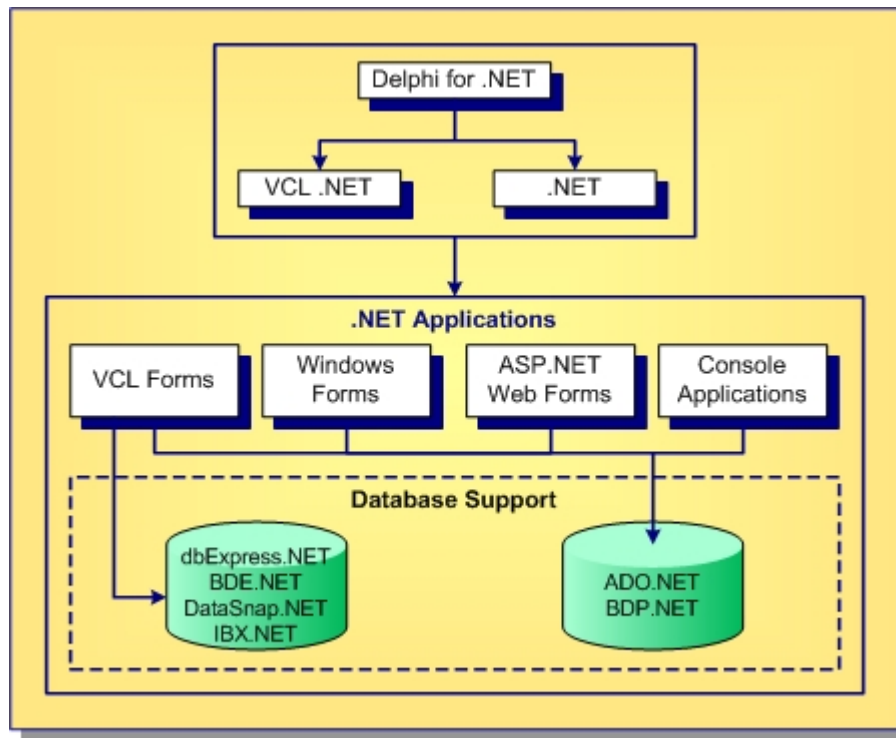 Delphi for .NET
VCL .NET
.NET
.NET Applications
VCL Forms
Windows
Forms
ASP.NET
Web Forms
Console
Applications
Database Support
dbExpress.NET
BDE.NET
DataSnap.NET
IBX.NET
ADO.NET
BDP.NET